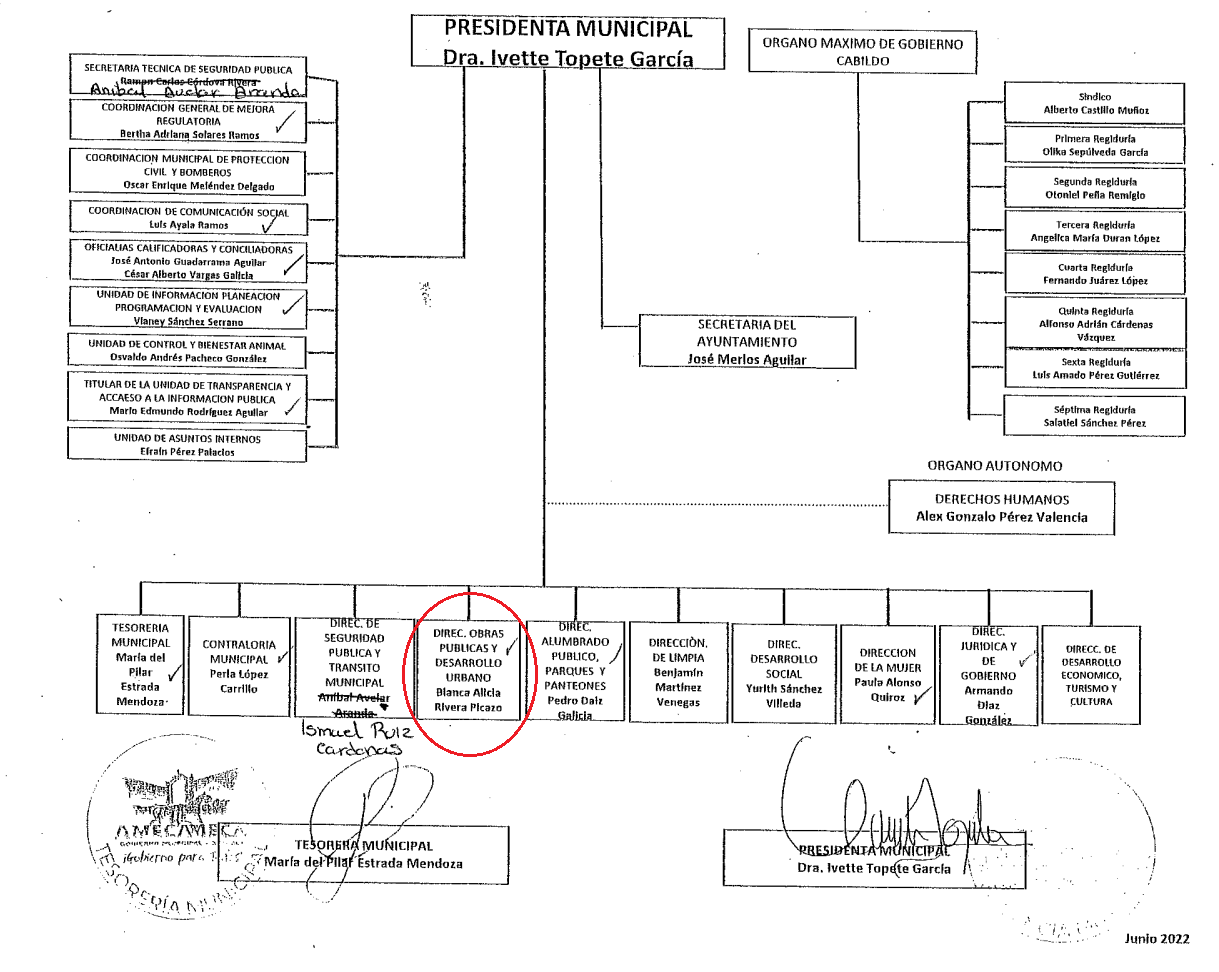 PRESIDENTA MUNICIPAL
Dra. Ivette Topete García
ORGANO MAXIMO DE GOBIERNO
CABILDO
SECRETARIA TECNICA DE SEGURIDAD PUBLICA
Ramon Carlos Córdova Rivera
Anibal Avelar Aranda
COORDINACION GENERAL DE MEJORA
REGULATORIA
Bertha Adriana Solares Ramos
COORDINACION MUNICIPAL DE PROTECCION
CIVIL Y BOMBEROS
Oscar Enrique Meléndez Delgado
COORDINACION DE COMUNICACIÓN SOCIAL
Luis Ayala Ramos
OFICIALIAS CALIFICADORAS Y CONCILIADORAS
José Antonio Guadarrama Aguilar
César Alberto Vargas Galicia
UNIDAD DE INFORMACION PLANEACION
PROGRAMACION Y EVALUACION
Vianey Sánchez Serrano
UNIDAD DE CONTROL Y BIENESTAR ANIMAL
Osvaldo Andrés Pacheco González
TITULAR DE LA UNIDAD DE TRANSPARENCIA Y
ACCAESO A LA INFORMACION PUBLICA
Mario Edmundo Rodríguez Aguilar
UNIDAD DE ASUNTOS INTERNOS
Efraín Pérez Palacios
Sindico
Alberto Castillo Muñoz
Primera Regiduría
Olika Sepúlveda García
Segunda Regiduría
Otoniel Peña Remigio
Tercera Regiduría
Angelica María Duran López
Cuarta Regiduría
Fernando Juárez López
Quinta Regiduría
Alfonso Adrián Cárdenas
Vázquez
Sexta Regiduría
Luis Amado Pérez Gutiérrez
Séptima Regiduría
Salatiel Sánchez Pérez
SECRETARIA DEL
AYUNTAMIENTO
José Merlos Aguilar
ORGANO AUTONOMO
DERECHOS HUMANOS
Alex Gonzalo Pérez Valencia
TESORERIA
MUNICIPAL
María del
Pilar
Estrada
Mendoza
CONTRALORIA
MUNICIPAL
Perla López
Carrillo
DIREC. DE
SEGURIDAD
PUBLICA Y
TRANSITO
MUNICIPAL
Aníbal Avelar
Aranda
Ismael Ruiz
Cardenas
DIREC. OBRAS
PUBLICAS Y
DESARROLLO
URBANO
Blanca Alicia
Rivera Picazo
DIREC.
ALUMBRADO
PUBLICO,
PARQUES Y
PANTEONES
Pedro Daiz
Galicia
DIRECCIÒN.
DE LIMPIA
Benjamín
Martínez
Venegas
DIREC.
DESARROLLO
SOCIAL
Yurith Sánchez
Villeda
DIRECCION
DE LA MUJER
Paula Alonso
Quiroz
DIREC.
JURIDICA Y
DE
GOBIERNO
Armando
Díaz
González
DIRECC. DE
DESARROLLO
ECONOMICO,
TURISMO Y
CULTURA
AMECAMECA
¡Gobierno para
TESORERÍA MUNICIPAL
TESORERA MUNICIPAL
María del Pilar Estrada Mendoza
PRESIDENTA MUNICIPAL
Dra. Ivette Topete García
Junio 2022